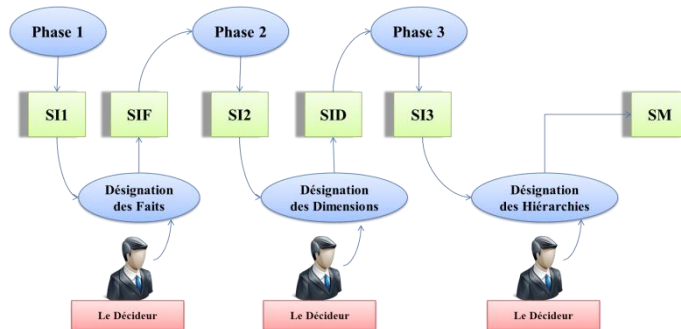 Phase 1
Phase 2
Phase 3
SI1
SIF
SI2
SID
SI3
SM
Désignation
des Faits
Désignation
des Dimensions
Désignation
des Hiérarchies
Le Décideur
Le Décideur
Le Décideur